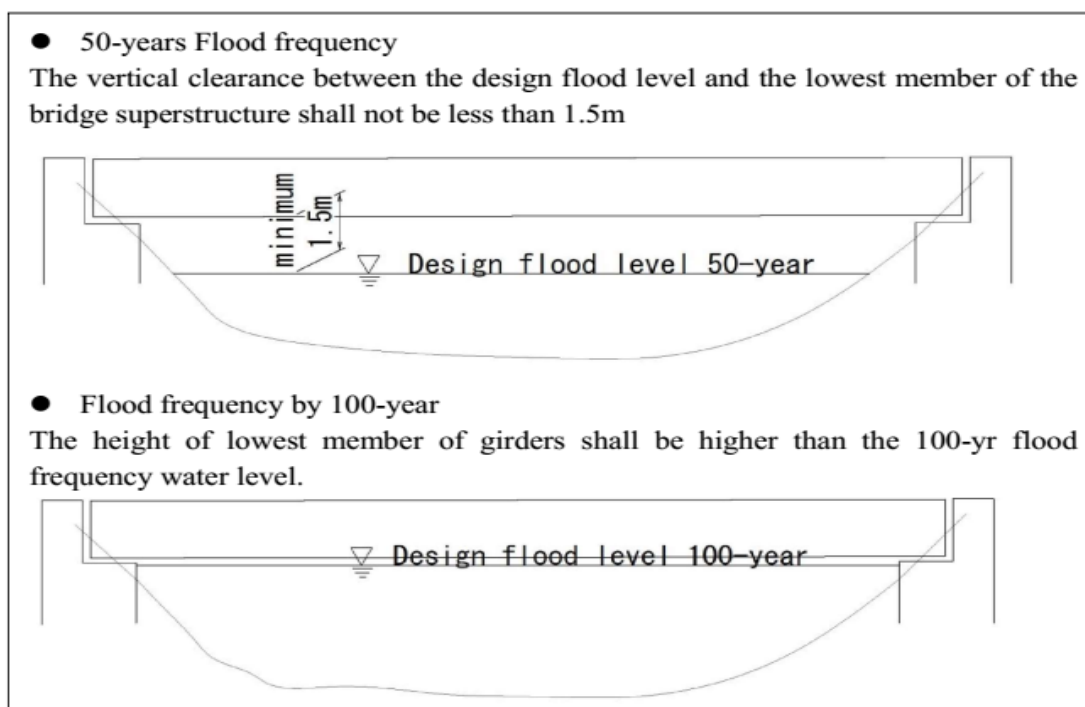 ● 50-years Flood frequency
The vertical clearance between the design flood level and the lowest member of the
bridge superstructure shall not be less than 1.5m
minimum
1.5m
Design flood level 50-year
● Flood frequency by 100-year
The height of lowest member of girders shall be higher than the 100-yr flood
frequency water level.
Design flood level 100-year